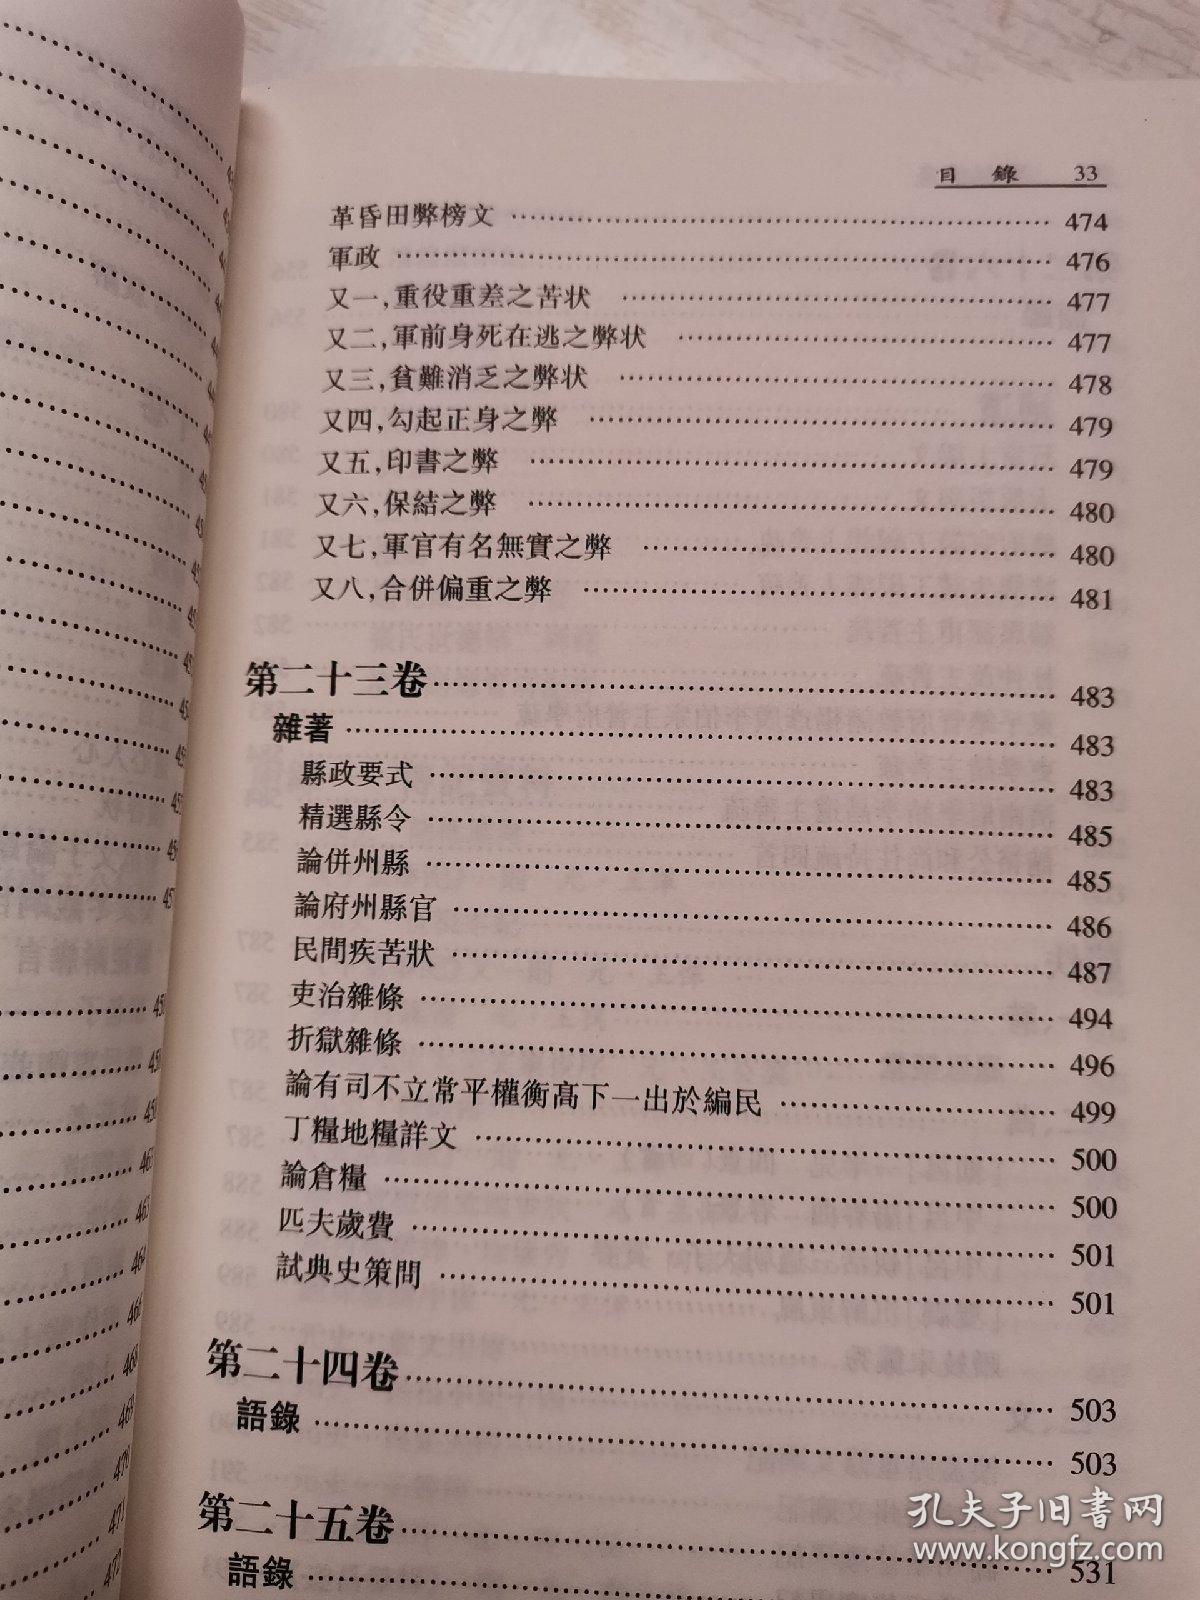 目 錄 33
革昏田弊榜文 474
軍政 476
又一,重役重差之苦状 477
又二,軍前身死在逃之弊状 477
又三,貧難消乏之弊状 478
又四,勾起正身之弊 479
又五,印書之弊 479
又六,保結之弊 480
又七,軍官有名無實之弊 480
又八,合併偏重之弊 481
第二十三卷 483
雜著 483
縣政要式 483
精選縣令 485
論併州縣 485
論府州縣官 486
民間疾苦狀 487
吏治雜條 494
折獄雜條 496
論有司不立常平權衡高下一出於編民 499
丁糧地糧詳文 500
論倉糧 500
匹夫歲費 501
試典史策問 501
第二十四卷 503
語錄 503
第二十五卷
語錄 531
孔夫子旧书网
www.kongfz.com